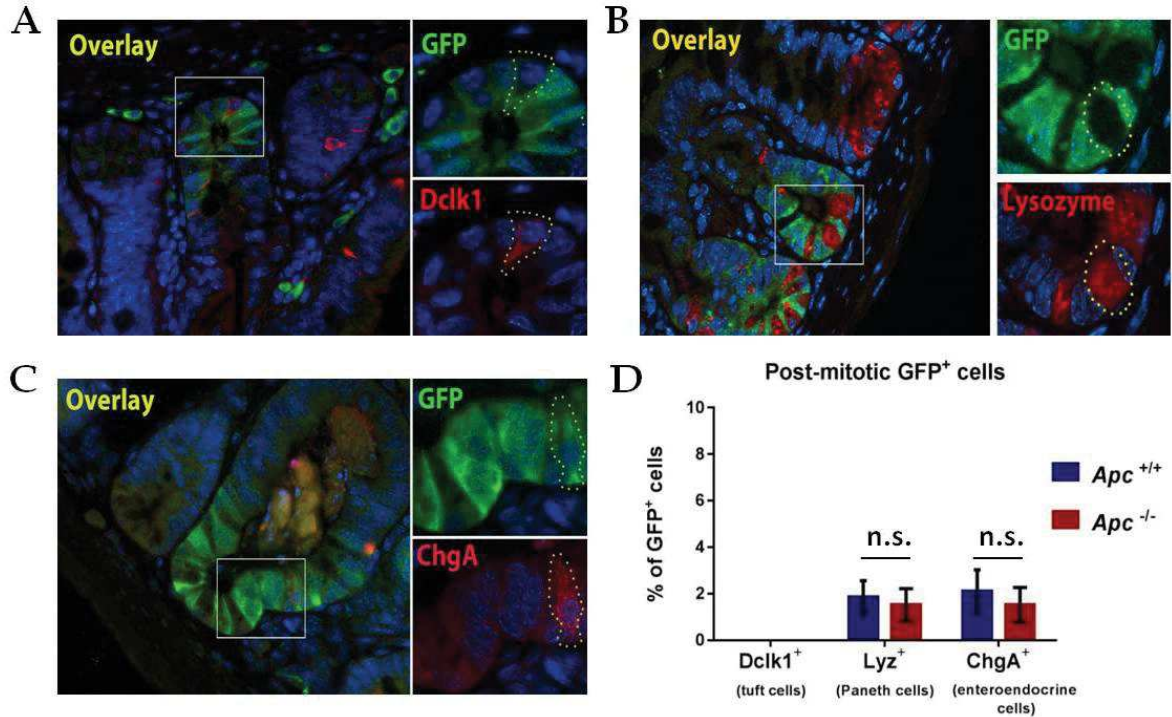 A
Overlay
GFP
Dclk1
B
Overlay
GFP
Lysozyme
C
Overlay
GFP
ChgA
D
Post-mitotic GFP⁺ cells
% of GFP⁺ cells
10
8
6
4
2
0
n.s.
n.s.
Apc +/+
Apc -/-
Dclk1⁺
(tuft cells)
Lyz⁺
(Paneth cells)
ChgA⁺
(enteroendocrine
cells)